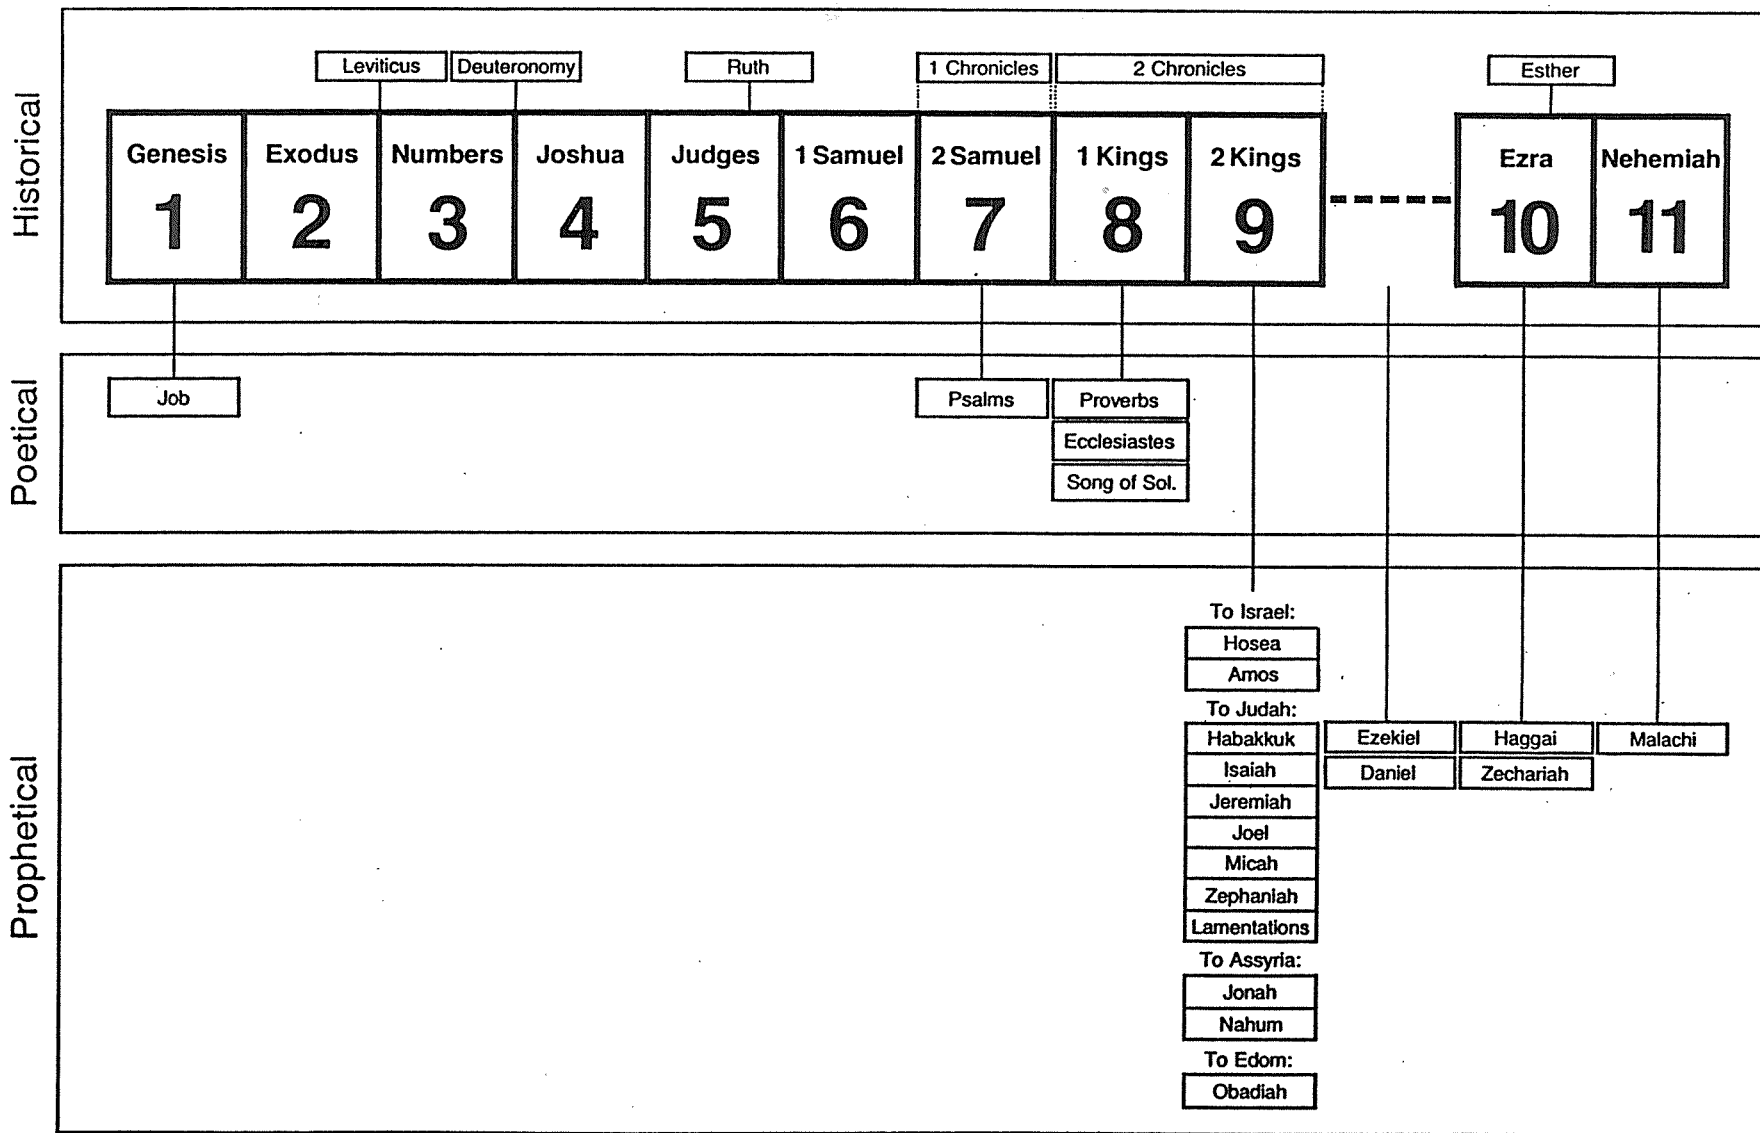 Historical
Leviticus
Deuteronomy
Ruth
1 Chronicles
2 Chronicles
Esther
Genesis
1
Exodus
2
Numbers
3
Joshua
4
Judges
5
1 Samuel
6
2 Samuel
7
1 Kings
8
2 Kings
9
Ezra
10
Nehemiah
11
Poetical
Job
Psalms
Proverbs
Ecclesiastes
Song of Sol.
Prophetical
To Israel:
Hosea
Amos
To Judah:
Habakkuk
Isaiah
Jeremiah
Joel
Micah
Zephaniah
Lamentations
To Assyria:
Jonah
Nahum
To Edom:
Obadiah
Ezekiel
Daniel
Haggai
Zechariah
Malachi